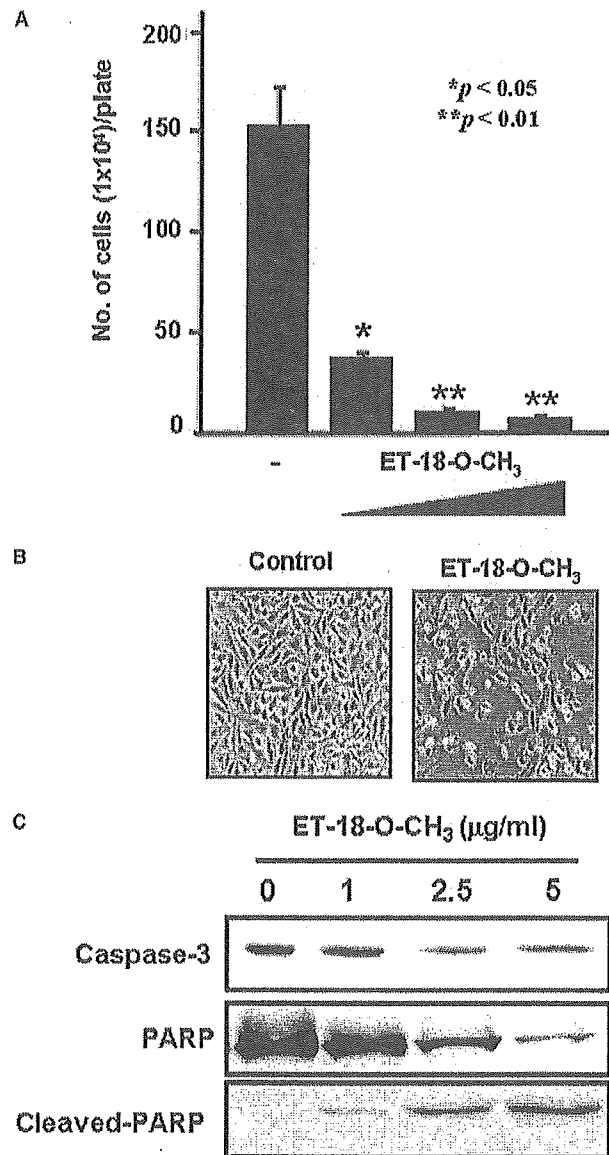 A
200
150
100
50
0
No. of cells (1x10⁴)/plate
*p < 0.05
**p < 0.01
*
**
**
-
ET-18-O-CH₃
B
Control
ET-18-O-CH₃
C
ET-18-O-CH₃ (µg/ml)
0 1 2.5 5
Caspase-3
PARP
Cleaved-PARP